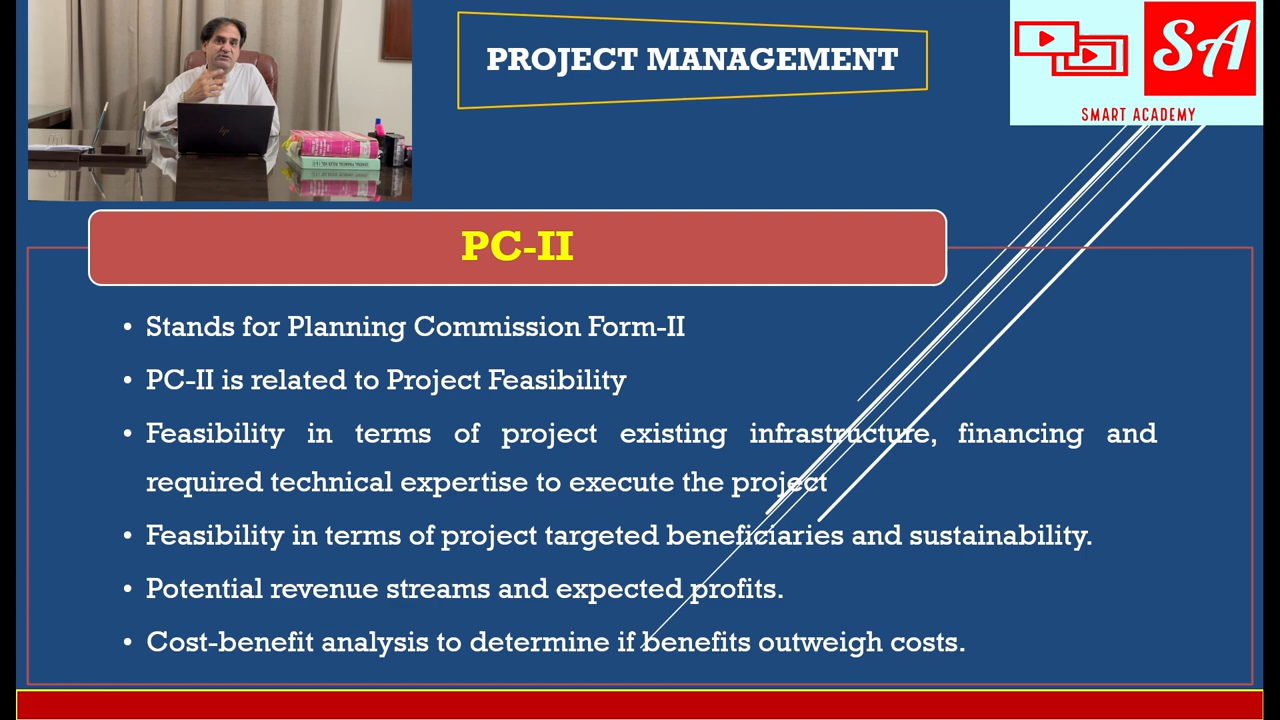 PROJECT MANAGEMENT
SA
SMART ACADEMY
hp
PC-II
• Stands for Planning Commission Form-II
• PC-II is related to Project Feasibility
• Feasibility in terms of project existing infrastructure, financing and
required technical expertise to execute the project
• Feasibility in terms of project targeted beneficiaries and sustainability.
• Potential revenue streams and expected profits.
• Cost-benefit analysis to determine if benefits outweigh costs.